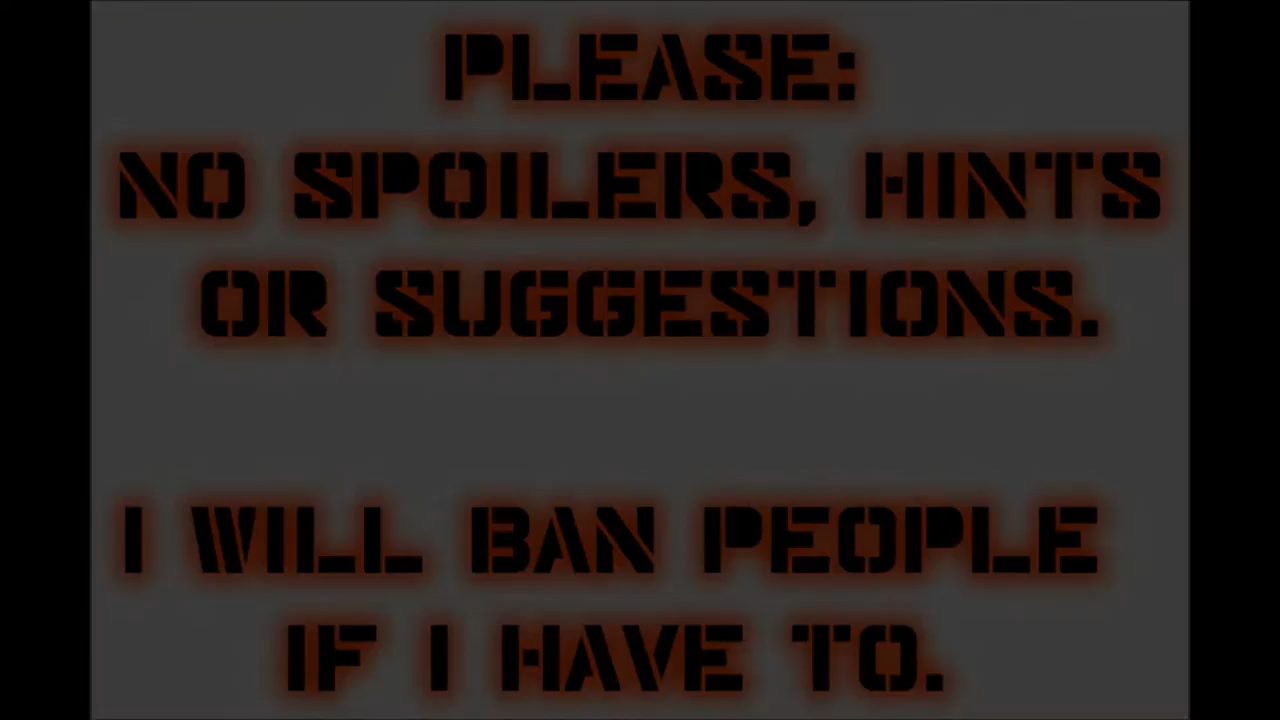 PLEASE:
NO SPOILERS, HINTS
OR SUGGESTIONS.
I WILL BAN PEOPLE
IF I HAVE TO.